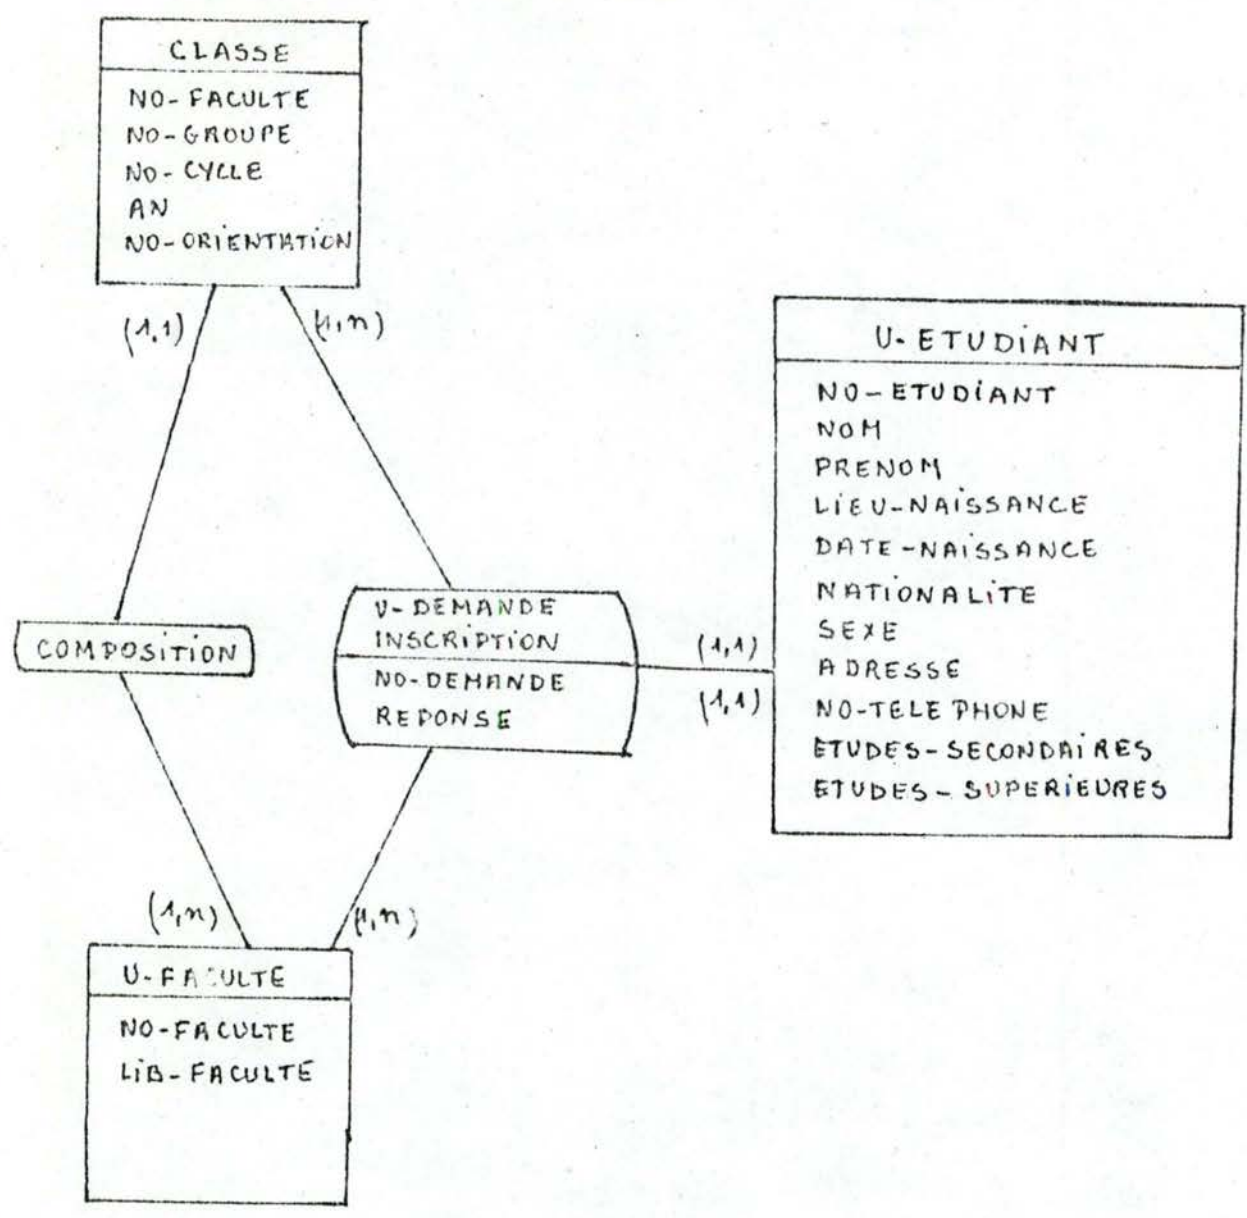 CLASSE
NO-FACULTE
NO-GROUPE
NO-CYCLE
AN
NO-ORIENTATION
(1,1)
(1,n)
U-ETUDIANT
NO-ETUDIANT
NOM
PRENOM
LIEU-NAISSANCE
DATE-NAISSANCE
NATIONALITE
SEXE
ADRESSE
NO-TELEPHONE
ETUDES-SECONDAIRES
ETUDES-SUPERIEURES
COMPOSITION
U-DEMANDE
INSCRIPTION
NO-DEMANDE
REPONSE
(1,1)
(1,1)
(1,n)
(1,n)
U-FACULTE
NO-FACULTE
LIB-FACULTE